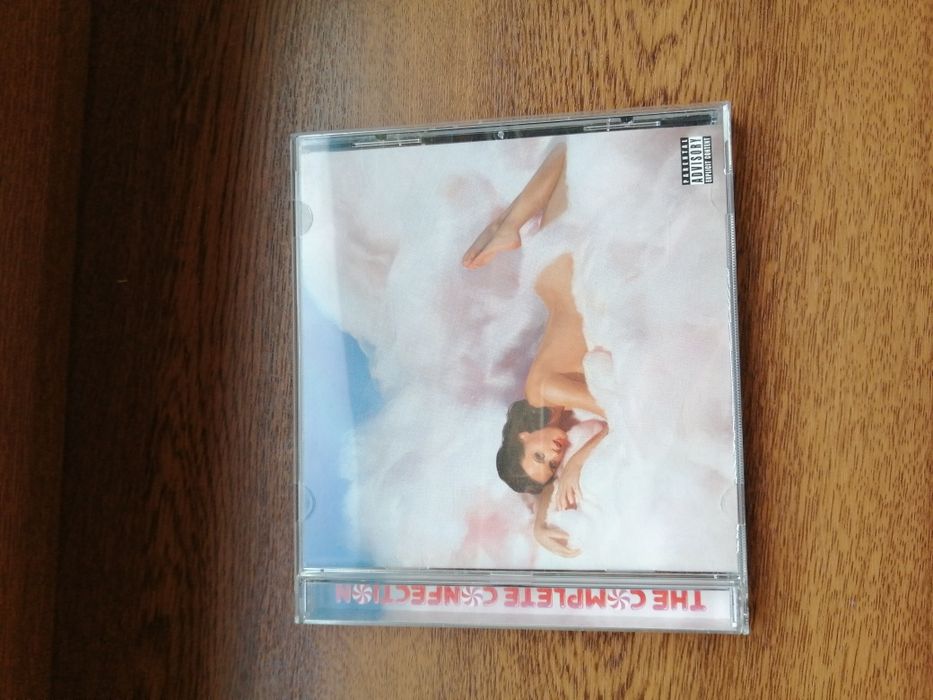 PARENTAL
ADVISORY
EXPLICIT CONTENT
THE COMPLETE CONFECTION